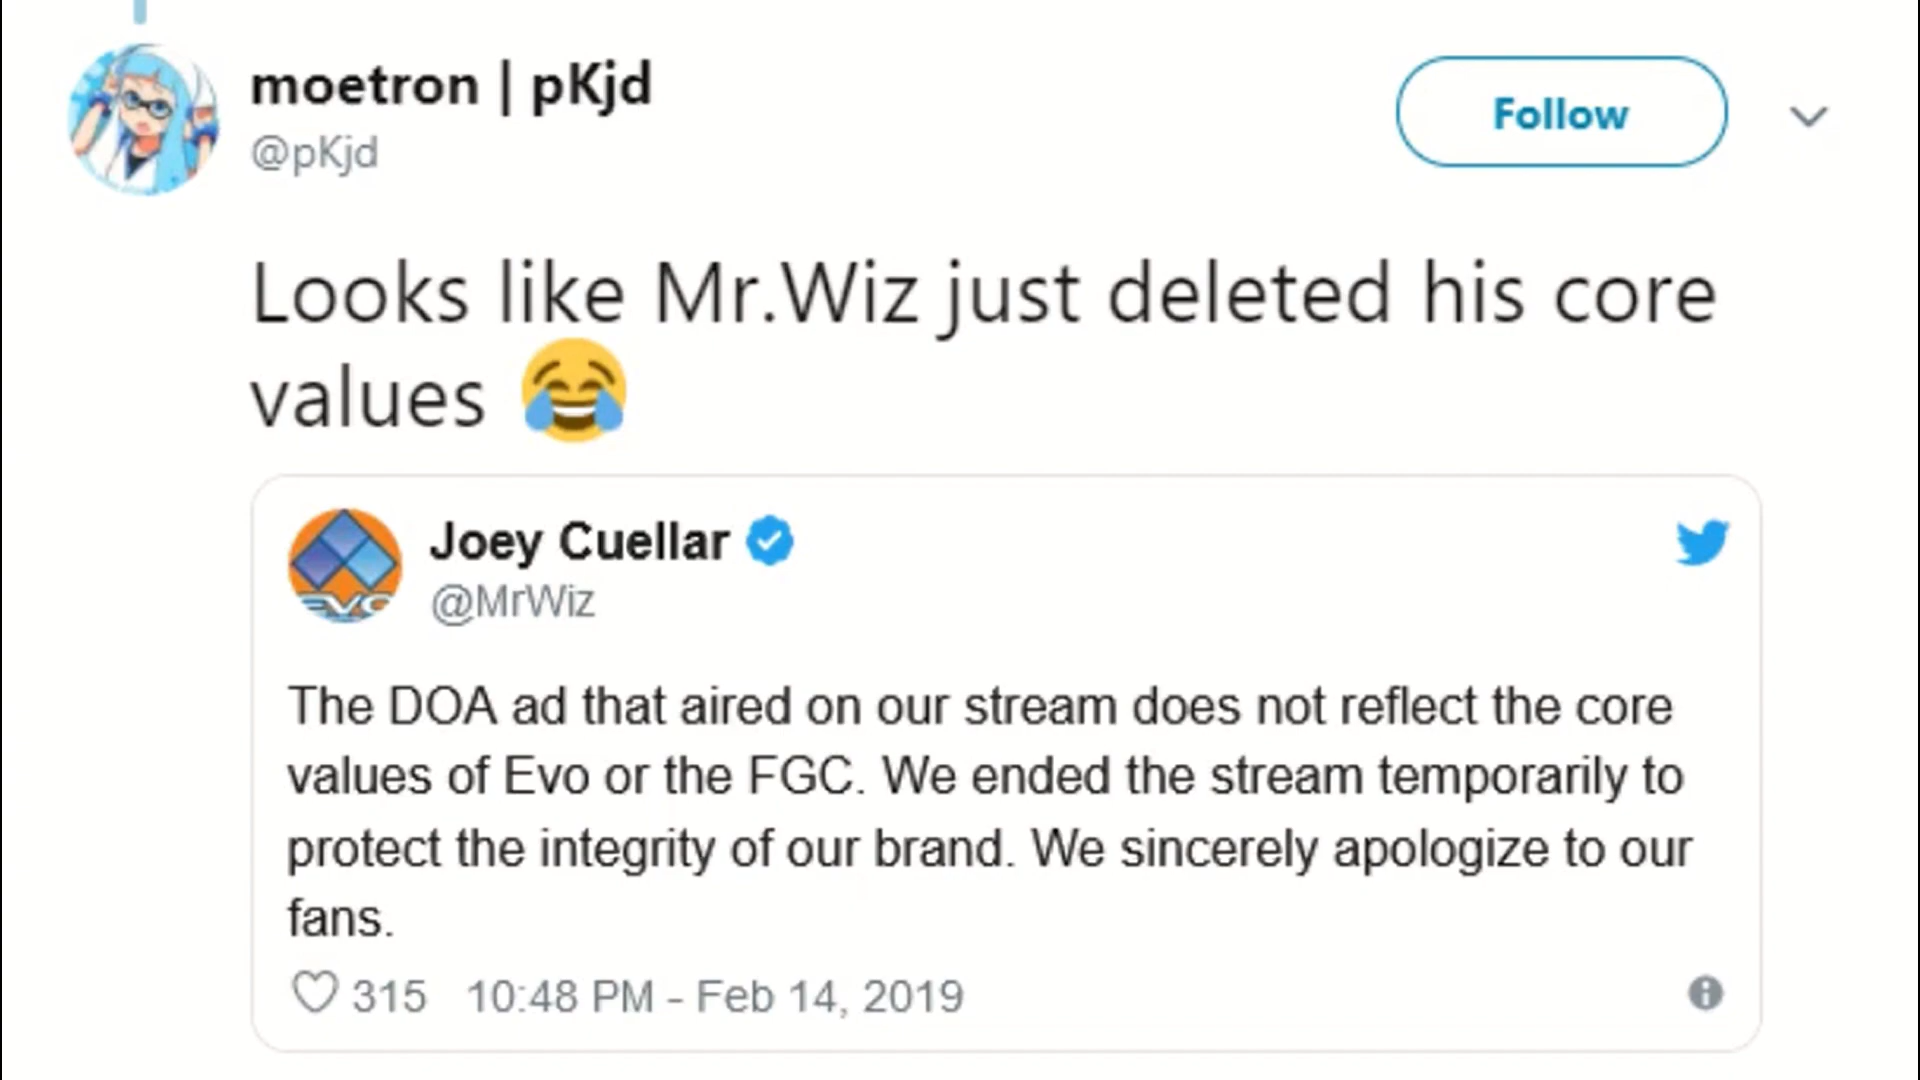 moetron | pKjd
@pKjd
Follow
Looks like Mr.Wiz just deleted his core
values 😂
Joey Cuellar
@MrWiz
EVO
The DOA ad that aired on our stream does not reflect the core
values of Evo or the FGC. We ended the stream temporarily to
protect the integrity of our brand. We sincerely apologize to our
fans.
315 10:48 PM - Feb 14, 2019